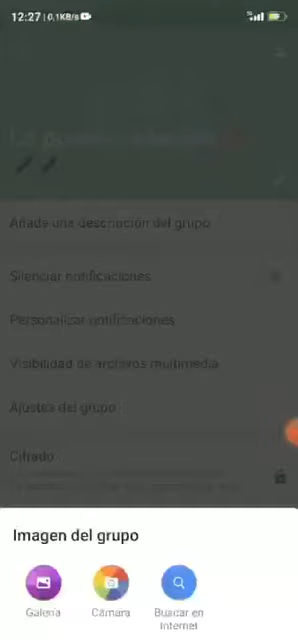 12:27 | 0,1KB/s
Añade una descripción del grupo
Silenciar notificaciones
Personalizar notificaciones
Visibilidad de archivos multimedia
Ajustes del grupo
Cifrado
Imagen del grupo
Galería
Cámara
Buscar en
Internet